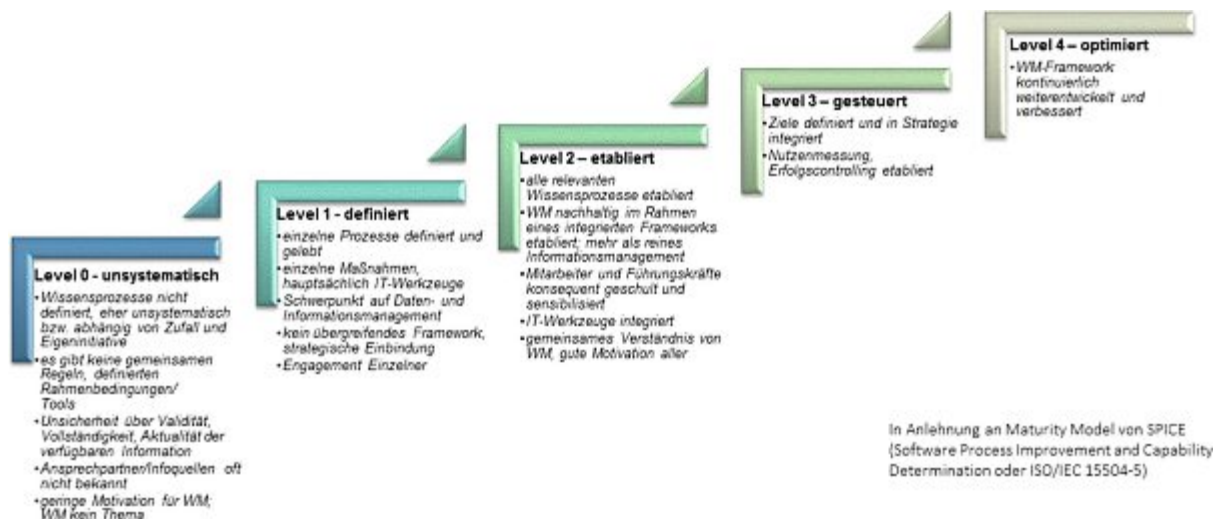 Level 0 - unsystematisch
•Wissensprozesse nicht
definiert, eher unsystematisch
bzw. abhängig von Zufall und
Eigeninitiative
•es gibt keine gemeinsamen
Regeln, definierten
Rahmenbedingungen/
Tools
•Unsicherheit über Validität,
Vollständigkeit, Aktualität der
verfügbaren Information
•Ansprechpartner/Infoquellen oft
nicht bekannt
•geringe Motivation für WM;
WM kein Thema
Level 1 - definiert
•einzelne Prozesse definiert und
gelebt
•einzelne Maßnahmen,
hauptsächlich IT-Werkzeuge
•Schwerpunkt auf Daten- und
Informationsmanagement
•kein übergreifendes Framework,
strategische Einbindung
•Engagement Einzelner
Level 2 – etabliert
•alle relevanten
Wissensprozesse etabliert
•WM nachhaltig im Rahmen
eines integrierten Frameworks
etabliert; mehr als reines
Informationsmanagement
•Mitarbeiter und Führungskräfte
konsequent geschult und
sensibilisiert
•IT-Werkzeuge integriert
•gemeinsames Verständnis von
WM, gute Motivation aller
Level 3 – gesteuert
•Ziele definiert und in Strategie
integriert
•Nutzenmessung,
Erfolgscontrolling etabliert
Level 4 – optimiert
•WM-Framework
kontinuierlich
weiterentwickelt und
verbessert
In Anlehnung an Maturity Model von SPICE
(Software Process Improvement and Capability
Determination oder ISO/IEC 15504-5)